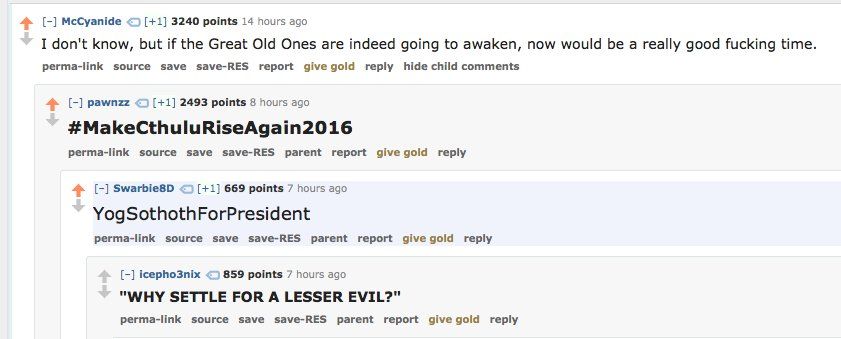 [–] McCyanide [+1] 3240 points 14 hours ago
I don't know, but if the Great Old Ones are indeed going to awaken, now would be a really good fucking time.
perma-link source save save-RES report give gold reply hide child comments
[–] pawnzz [+1] 2493 points 8 hours ago
#MakeCthuluRiseAgain2016
perma-link source save save-RES parent report give gold reply
[–] Swarbie8D [+1] 669 points 7 hours ago
YogSothothForPresident
perma-link source save save-RES parent report give gold reply
[–] icepho3nix 859 points 7 hours ago
"WHY SETTLE FOR A LESSER EVIL?"
perma-link source save save-RES parent report give gold reply